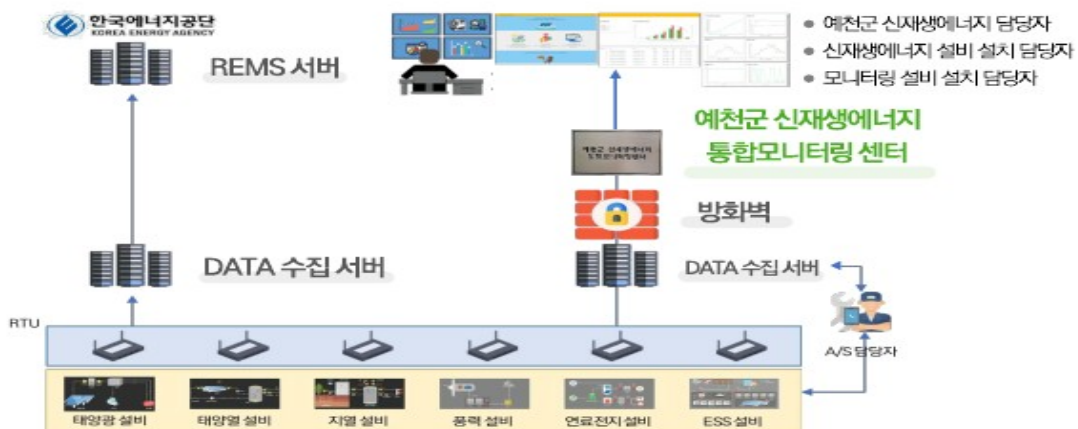 한국에너지공단
KOREA ENERGY AGENCY
REMS 서버
예천군 신재생에너지 담당자
신재생에너지 설비 설치 담당자
모니터링 설비 설치 담당자
예천군 신재생에너지
통합모니터링 센터
방화벽
DATA 수집 서버
DATA 수집 서버
RTU
A/S 담당자
태양광 설비
태양열 설비
지열 설비
풍력 설비
연료전지 설비
ESS 설비